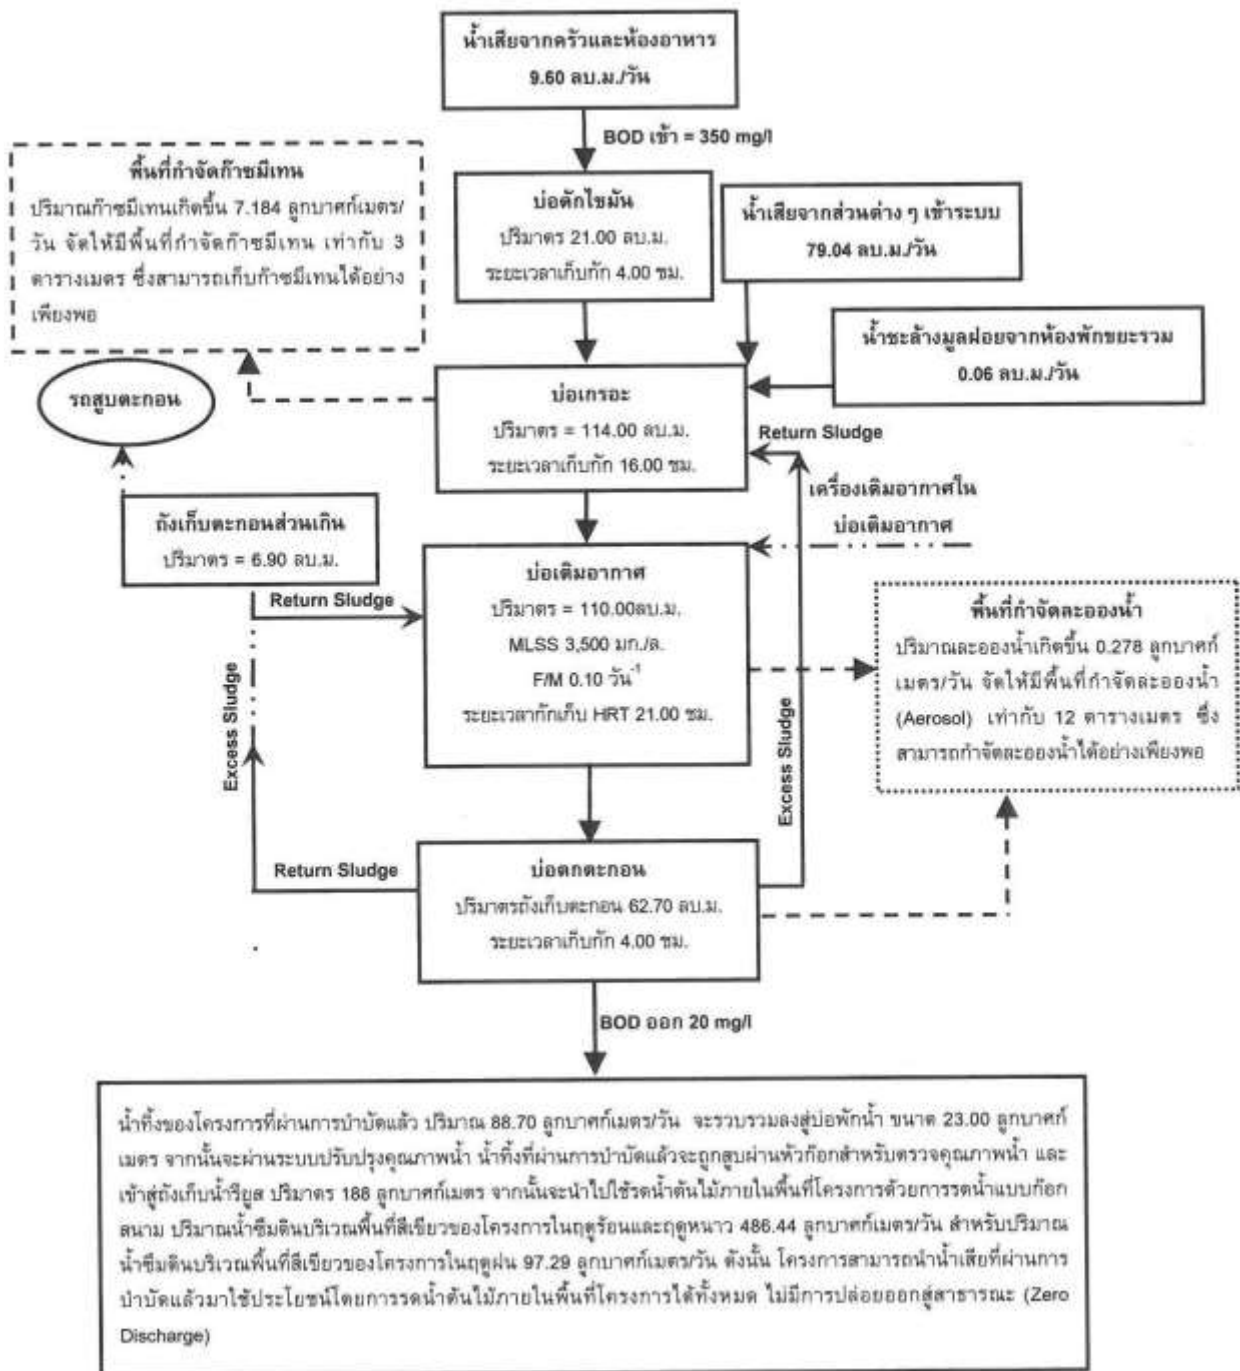 น้ำเสียจากครัวและห้องอาหาร
9.60 ลบ.ม./วัน
BOD เข้า = 350 mg/l
พื้นที่กำจัดก๊าซมีเทน
ปริมาณก๊าซมีเทนเกิดขึ้น 7.184 ลูกบาศก์เมตร/
วัน จัดให้มีพื้นที่กำจัดก๊าซมีเทน เท่ากับ 3
ตารางเมตร ซึ่งสามารถเก็บก๊าซมีเทนได้อย่าง
เพียงพอ
บ่อดักไขมัน
ปริมาตร 21.00 ลบ.ม.
ระยะเวลาเก็บกัก 4.00 ชม.
น้ำเสียจากส่วนต่าง ๆ เข้าระบบ
79.04 ลบ.ม./วัน
น้ำชะล้างมูลฝอยจากห้องพักขยะรวม
0.06 ลบ.ม./วัน
รถสูบตะกอน
บ่อเกรอะ
ปริมาตร = 114.00 ลบ.ม.
ระยะเวลาเก็บกัก 16.00 ชม.
Return Sludge
เครื่องเติมอากาศใน
บ่อเติมอากาศ
ถังเก็บตะกอนส่วนเกิน
ปริมาตร = 6.90 ลบ.ม.
Return Sludge
บ่อเติมอากาศ
ปริมาตร = 110.00ลบ.ม.
MLSS 3,500 มก./ล.
F/M 0.10 วัน⁻¹
ระยะเวลากักเก็บ HRT 21.00 ชม.
พื้นที่กำจัดละอองน้ำ
ปริมาณละอองน้ำเกิดขึ้น 0.278 ลูกบาศก์
เมตร/วัน จัดให้มีพื้นที่กำจัดละอองน้ำ
(Aerosol) เท่ากับ 12 ตารางเมตร ซึ่ง
สามารถกำจัดละอองน้ำได้อย่างเพียงพอ
Excess Sludge
Excess Sludge
Return Sludge
บ่อตกตะกอน
ปริมาตรถังเก็บตะกอน 62.70 ลบ.ม.
ระยะเวลาเก็บกัก 4.00 ชม.
BOD ออก 20 mg/l
น้ำทิ้งของโครงการที่ผ่านการบำบัดแล้ว ปริมาณ 88.70 ลูกบาศก์เมตร/วัน จะรวบรวมลงสู่บ่อพักน้ำ ขนาด 23.00 ลูกบาศก์
เมตร จากนั้นจะผ่านระบบปรับปรุงคุณภาพน้ำ น้ำทิ้งที่ผ่านการบำบัดแล้วจะถูกสูบผ่านหัวก๊อกสำหรับตรวจคุณภาพน้ำ และ
เข้าสู่ถังเก็บน้ำรียูส ปริมาตร 188 ลูกบาศก์เมตร จากนั้นจะนำไปใช้รดน้ำต้นไม้ภายในพื้นที่โครงการด้วยการรดน้ำแบบก๊อก
สนาม ปริมาณน้ำซึมดินบริเวณพื้นที่สีเขียวของโครงการในฤดูร้อนและฤดูหนาว 486.44 ลูกบาศก์เมตร/วัน สำหรับปริมาณ
น้ำซึมดินบริเวณพื้นที่สีเขียวของโครงการในฤดูฝน 97.29 ลูกบาศก์เมตร/วัน ดังนั้น โครงการสามารถนำน้ำเสียที่ผ่านการ
บำบัดแล้วมาใช้ประโยชน์โดยการรดน้ำต้นไม้ภายในพื้นที่โครงการได้ทั้งหมด ไม่มีการปล่อยออกสู่สาธารณะ (Zero
Discharge)